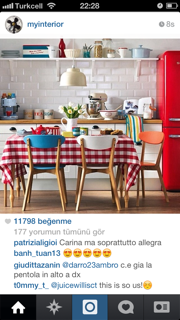 Turkcell 22:28
myinterior 8s
11798 beğenme
177 yorumun tümünü gör
patrizialigioi Carina ma soprattutto allegra
banh_tuan13 😍😍😍😍😍
giudittazanin @darro23ambro c.e gia la
pentola in alto a dx
t0mmy_t_ @juicewillisct this is so us!😚